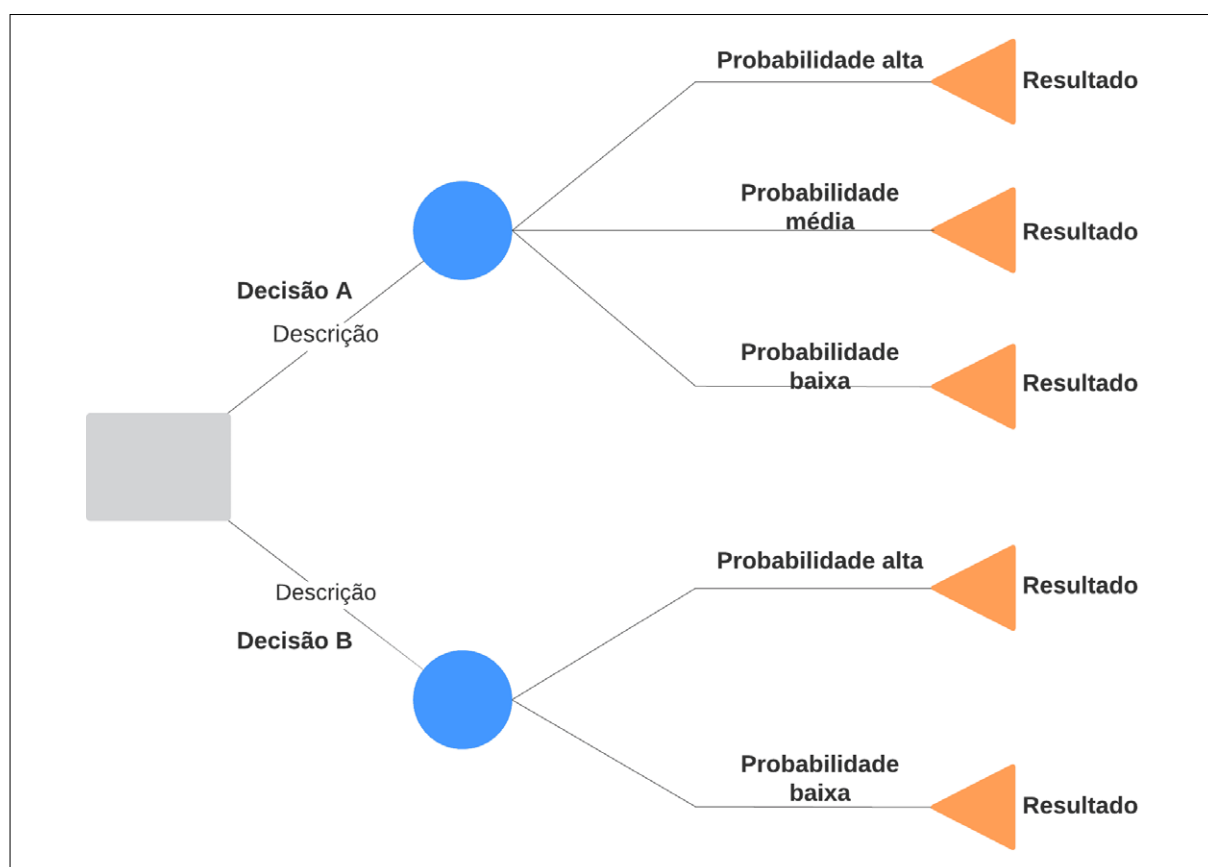 Probabilidade alta
Resultado
Probabilidade
média
Resultado
Decisão A
Descrição
Probabilidade
baixa
Resultado
Descrição
Decisão B
Probabilidade alta
Resultado
Probabilidade
baixa
Resultado